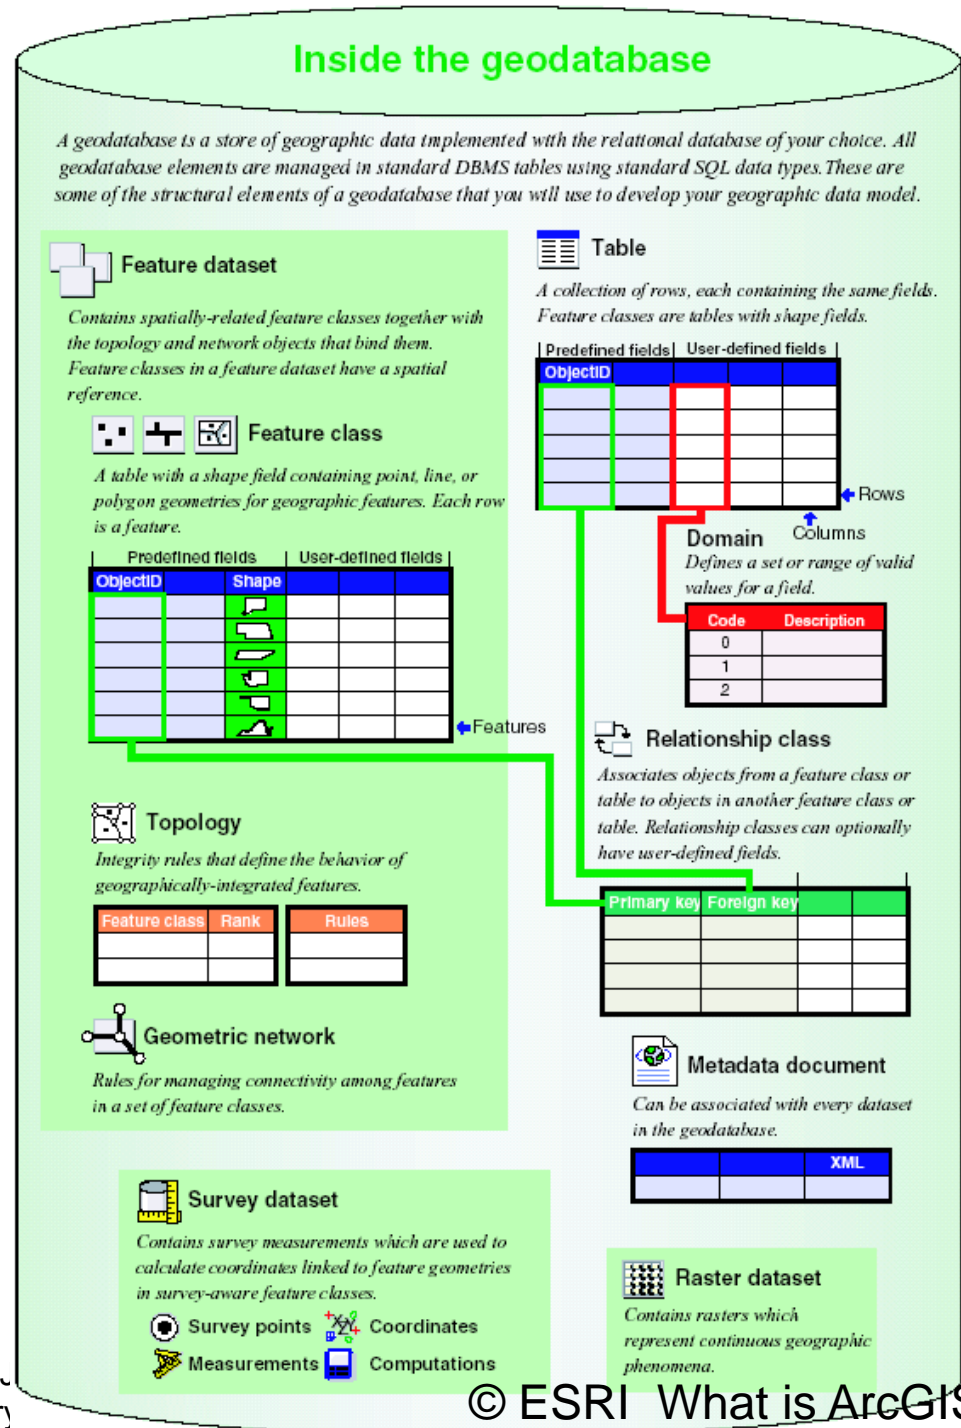 Inside the geodatabase
A geodatabase is a store of geographic data implemented with the relational database of your choice. All
geodatabase elements are managed in standard DBMS tables using standard SQL data types. These are
some of the structural elements of a geodatabase that you will use to develop your geographic data model.
Feature dataset
Contains spatially-related feature classes together with
the topology and network objects that bind them.
Feature classes in a feature dataset have a spatial
reference.
Feature class
A table with a shape field containing point, line, or
polygon geometries for geographic features. Each row
is a feature.
Predefined fields User-defined fields
ObjectID Shape
Features
Topology
Integrity rules that define the behavior of
geographically-integrated features.
Feature class Rank Rules
Geometric network
Rules for managing connectivity among features
in a set of feature classes.
Table
A collection of rows, each containing the same fields.
Feature classes are tables with shape fields.
Predefined fields User-defined fields
ObjectID
Rows
Columns
Domain
Defines a set or range of valid
values for a field.
Code Description
0
1
2
Relationship class
Associates objects from a feature class or
table to objects in another feature class or
table. Relationship classes can optionally
have user-defined fields.
Primary key Foreign key
Metadata document
Can be associated with every dataset
in the geodatabase.
XML
Survey dataset
Contains survey measurements which are used to
calculate coordinates linked to feature geometries
in survey-aware feature classes.
Survey points XYZ Coordinates
Measurements Computations
Raster dataset
Contains rasters which
represent continuous geographic
phenomena.
© ESRI What is ArcGIS